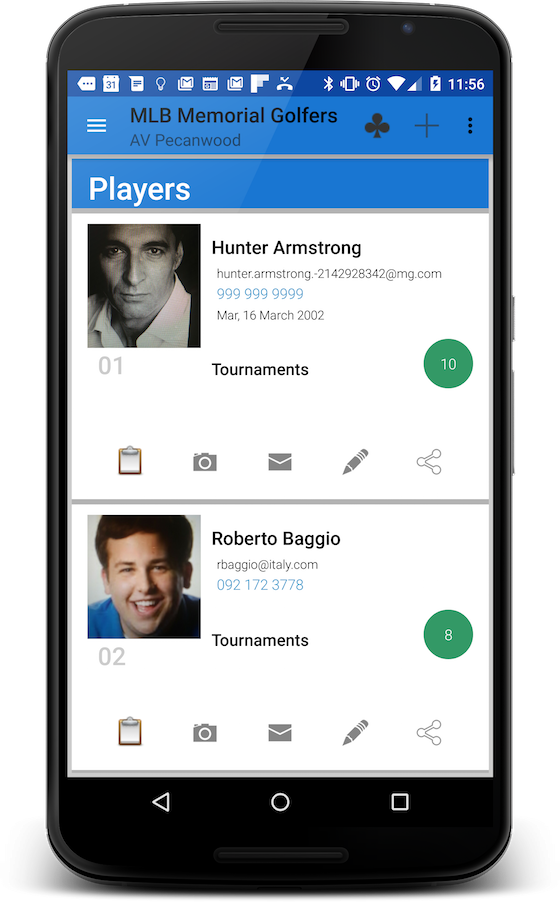 31
11:56
MLB Memorial Golfers
AV Pecanwood
Players
Hunter Armstrong
hunter.armstrong.-2142928342@mg.com
999 999 9999
Mar, 16 March 2002
01
Tournaments
10
Roberto Baggio
rbaggio@italy.com
092 172 3778
02
Tournaments
8